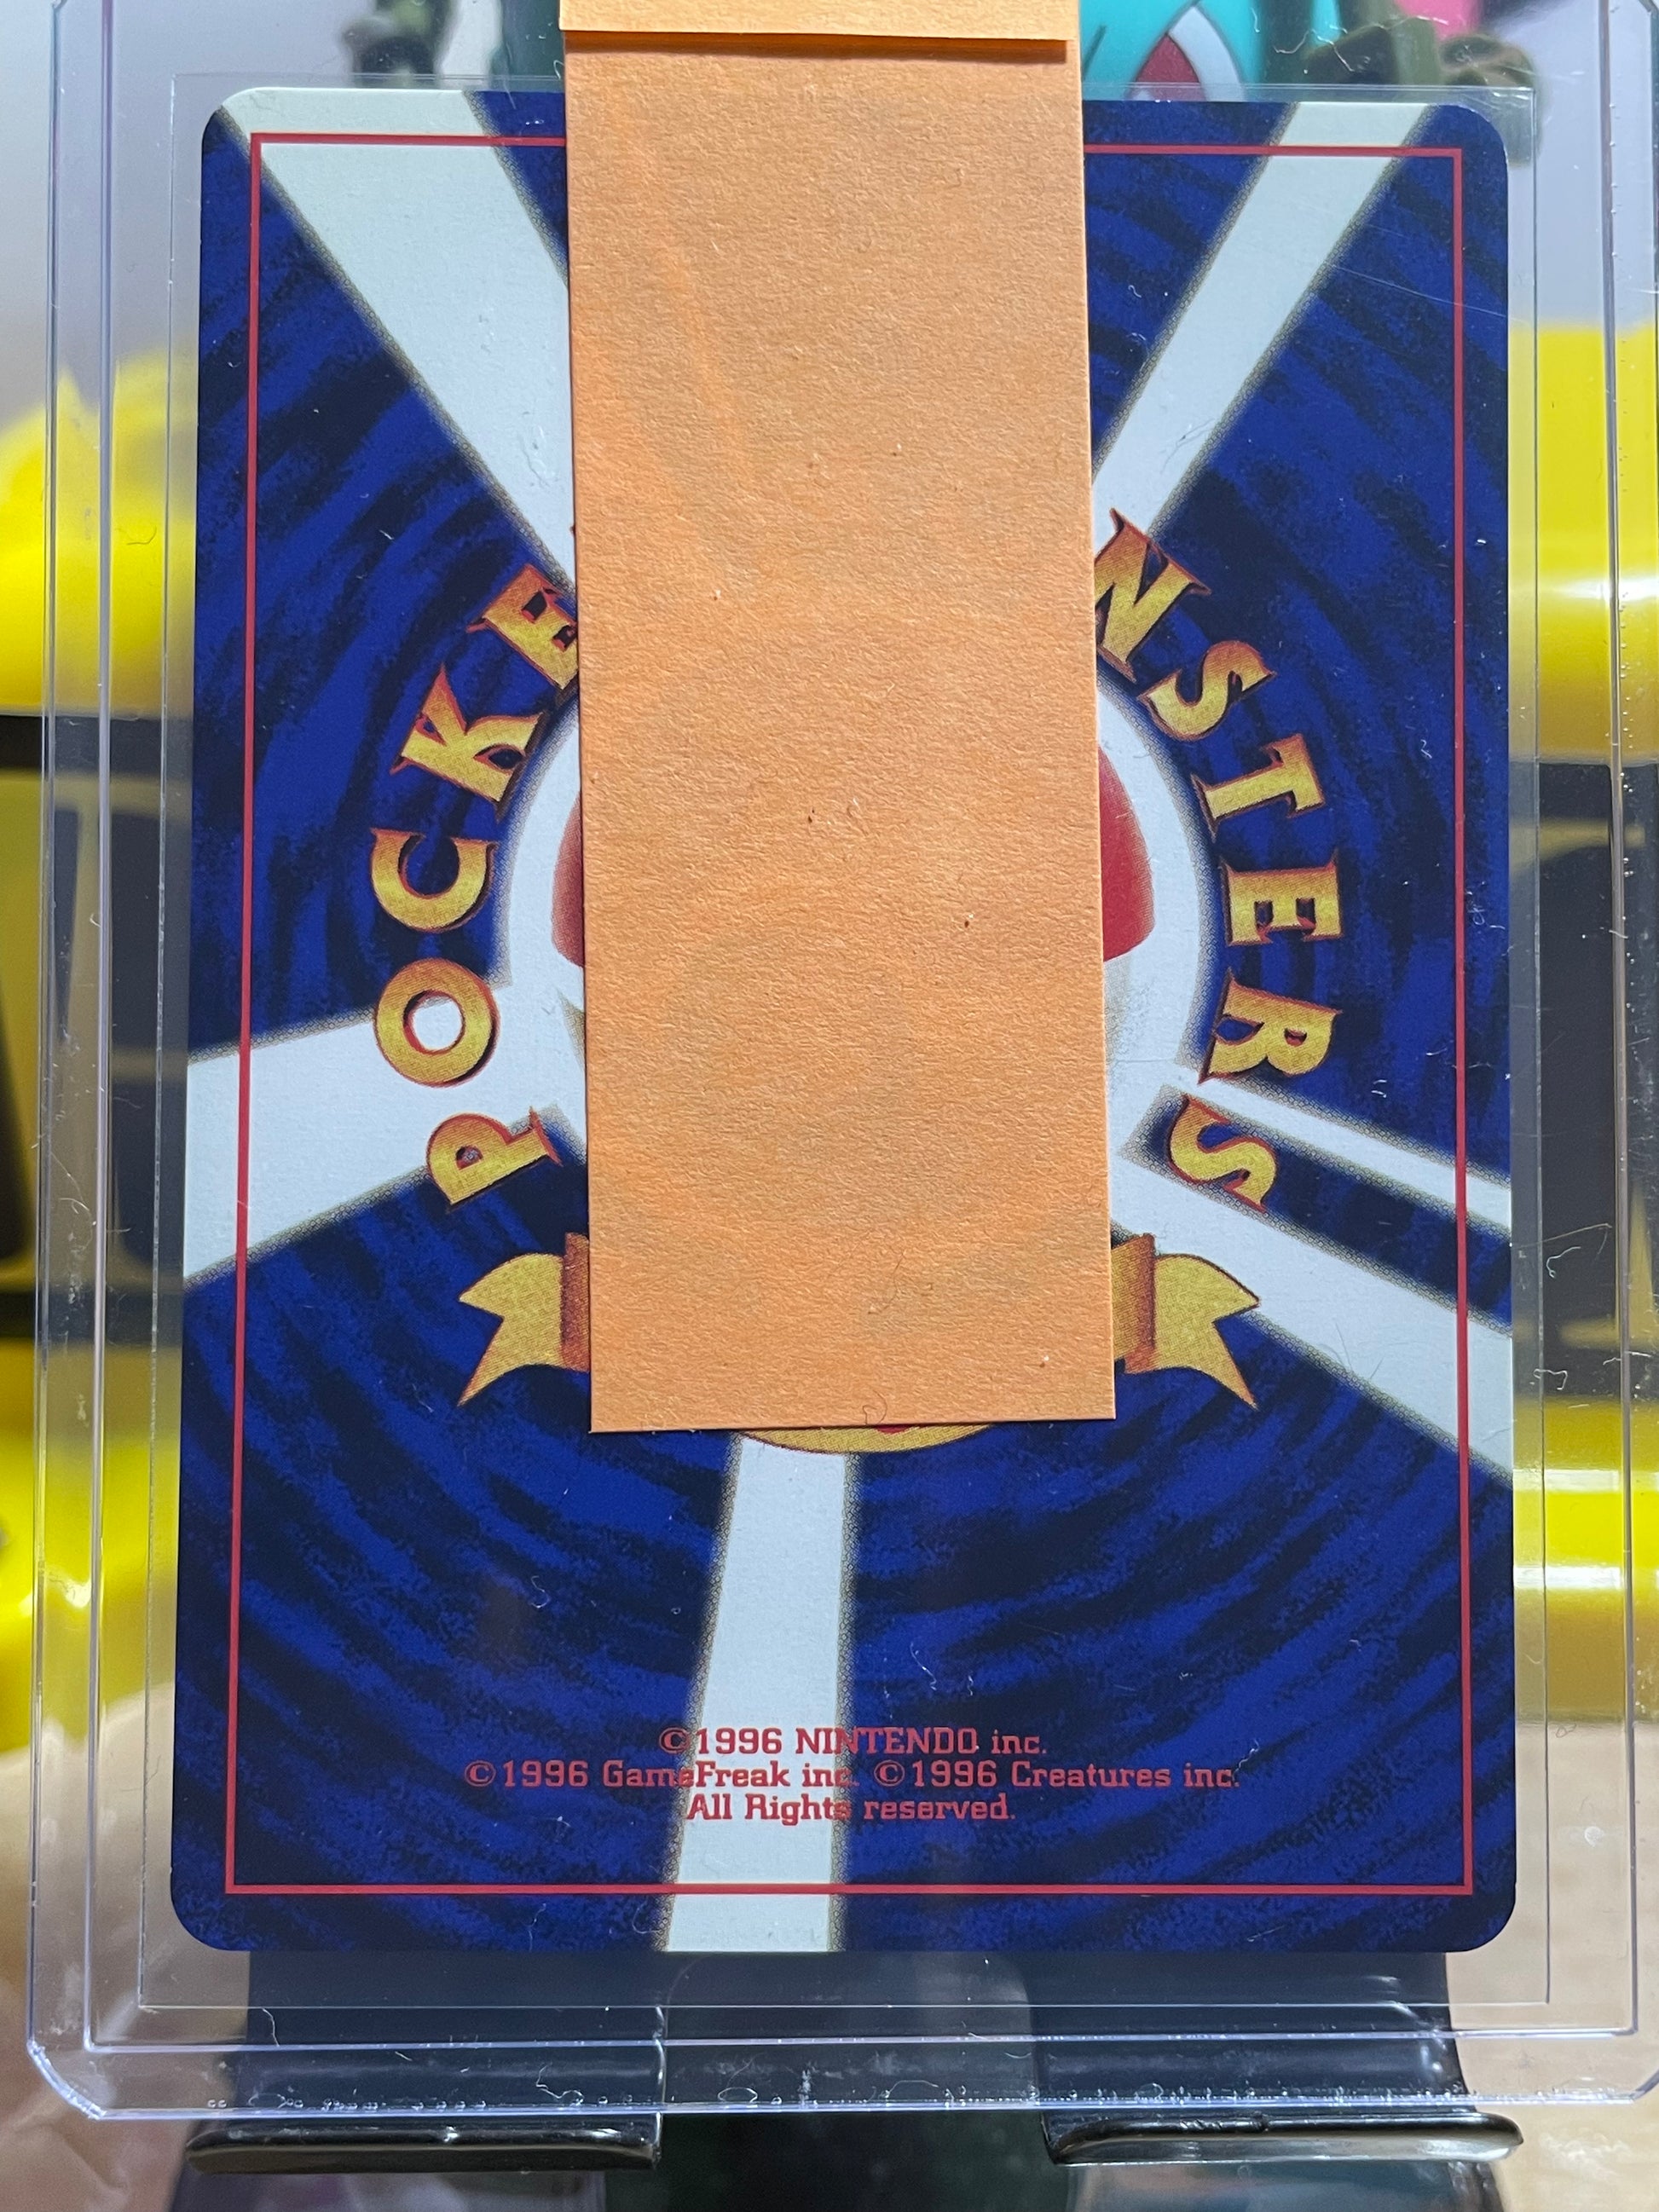 POCKE NSTERS
©1996 NINTENDO inc.
©1996 GameFreak inc. ©1996 Creatures inc.
All Rights reserved.